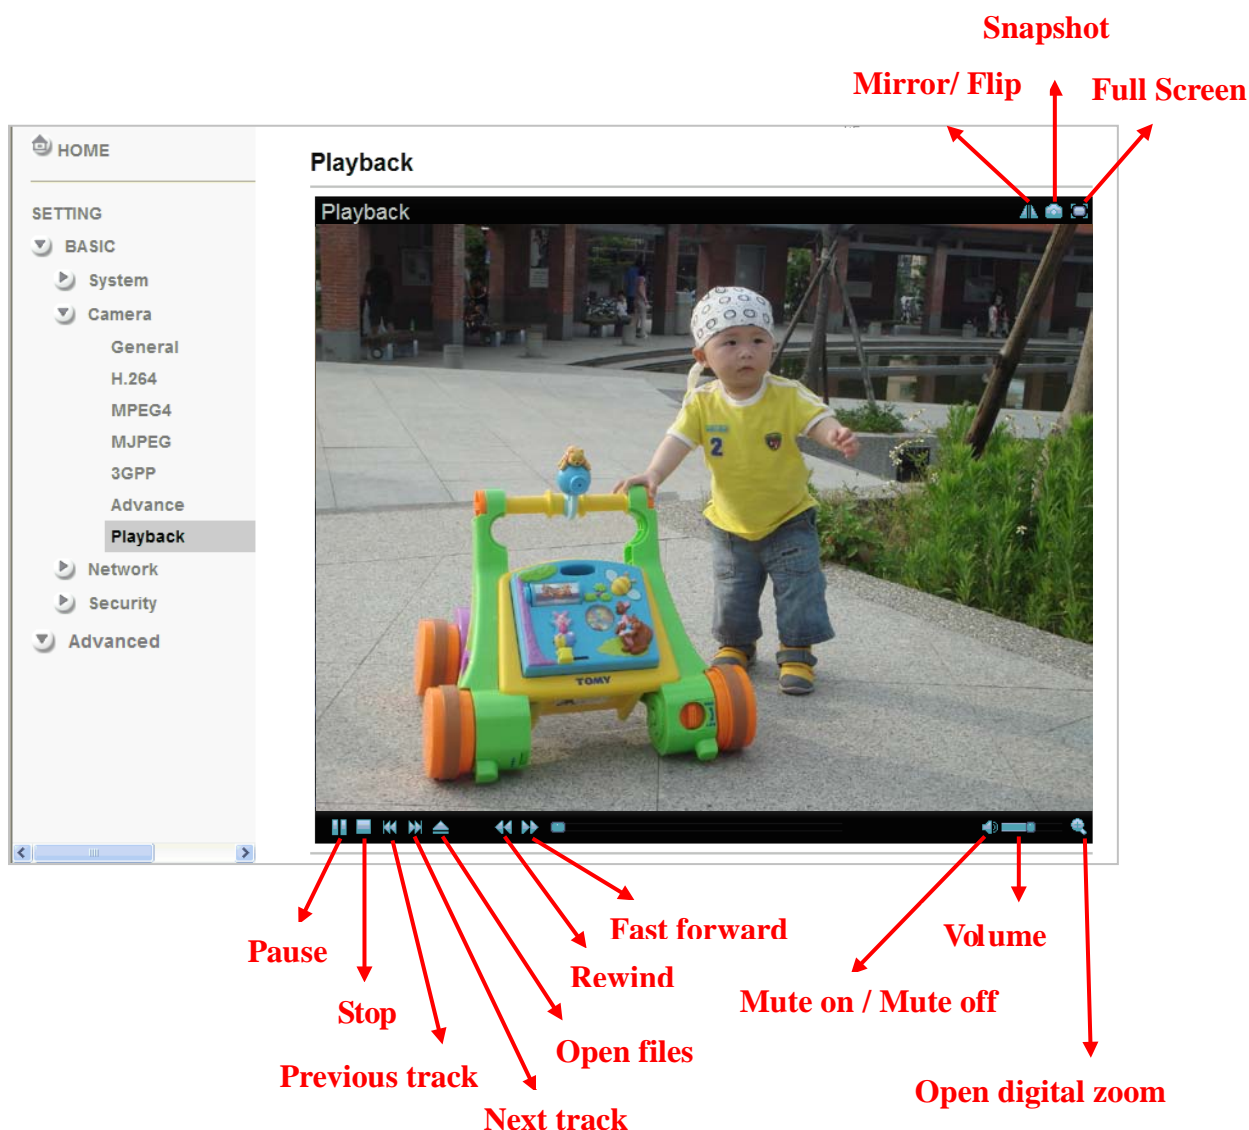 Snapshot
Mirror/ Flip
Full Screen
HOME
Playback
SETTING
Playback
BASIC
System
Camera
General
H.264
MPEG4
MJPEG
3GPP
Advance
Playback
Network
Security
Advanced
2
TOMY
Fast forward
Volume
Pause
Rewind
Mute on / Mute off
Stop
Open files
Previous track
Open digital zoom
Next track